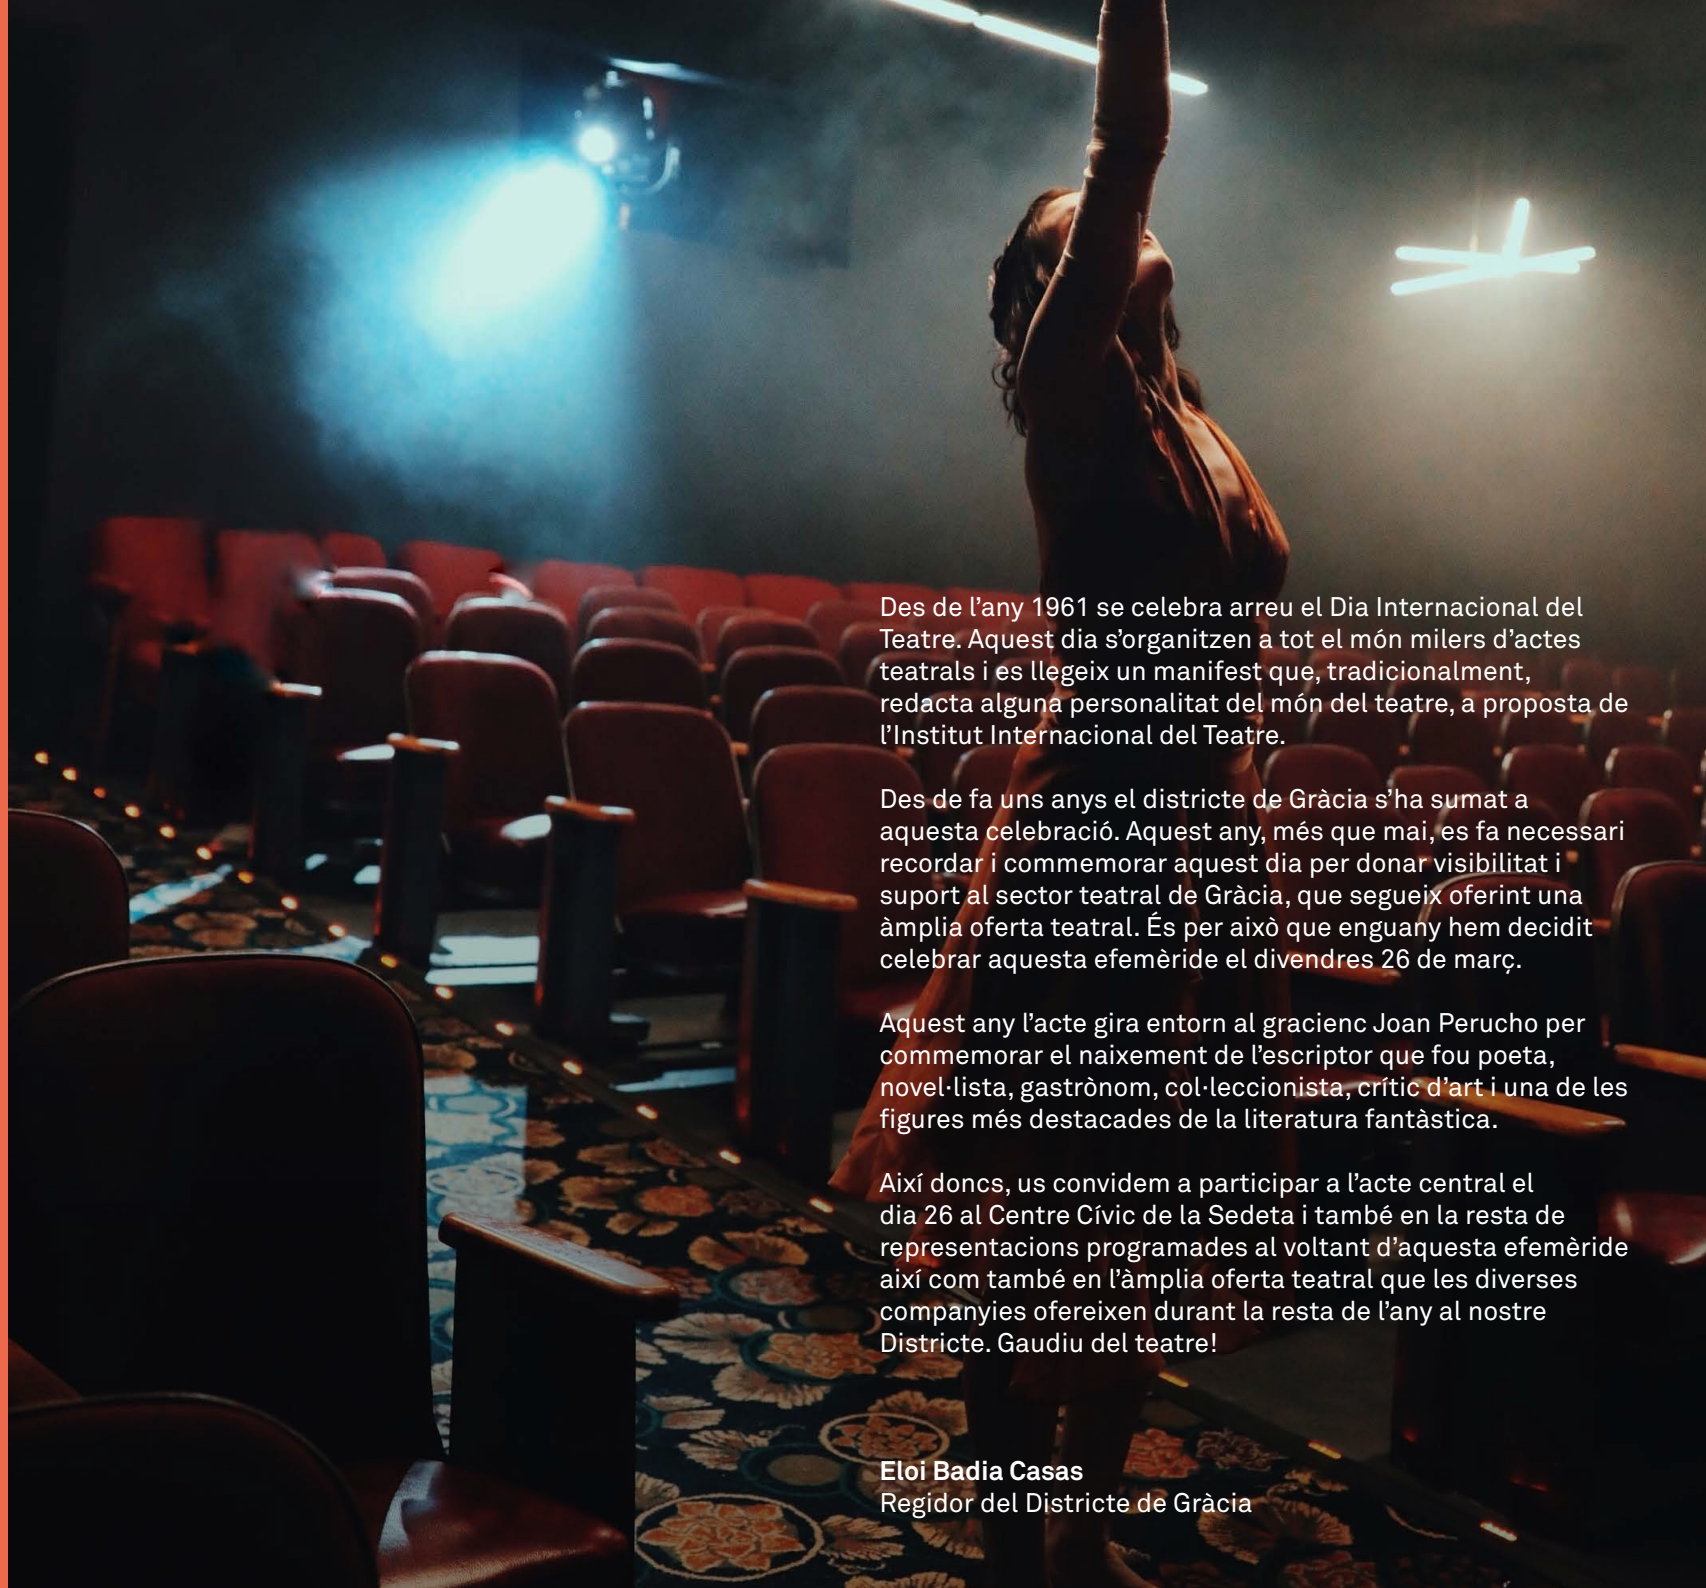 Des de l’any 1961 se celebra arreu el Dia Internacional del
Teatre. Aquest dia s’organitzen a tot el món milers d’actes
teatrals i es llegeix un manifest que, tradicionalment,
redacta alguna personalitat del món del teatre, a proposta de
l’Institut Internacional del Teatre.
Des de fa uns anys el districte de Gràcia s’ha sumat a
aquesta celebració. Aquest any, més que mai, es fa necessari
recordar i commemorar aquest dia per donar visibilitat i
suport al sector teatral de Gràcia, que segueix oferint una
àmplia oferta teatral. És per això que enguany hem decidit
celebrar aquesta efemèride el divendres 26 de març.
Aquest any l’acte gira entorn al gracienc Joan Perucho per
commemorar el naixement de l’escriptor que fou poeta,
novel·lista, gastrònom, col·leccionista, crític d’art i una de les
figures més destacades de la literatura fantàstica.
Així doncs, us convidem a participar a l’acte central el
dia 26 al Centre Cívic de la Sedeta i també en la resta de
representacions programades al voltant d’aquesta efemèride
així com també en l’àmplia oferta teatral que les diverses
companyies ofereixen durant la resta de l’any al nostre
Districte. Gaudiu del teatre!
Eloi Badia Casas
Regidor del Districte de Gràcia